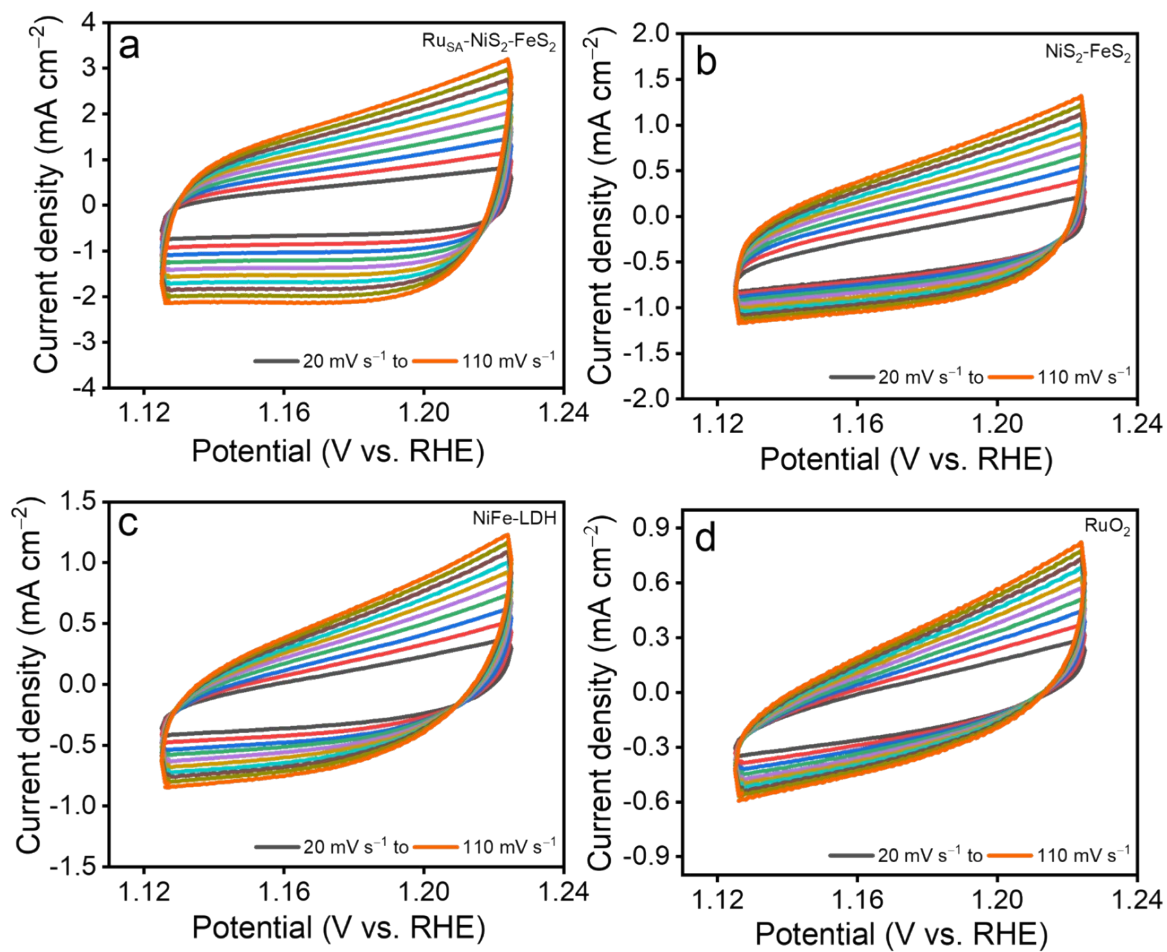 a
Ru_SA-NiS₂-FeS₂
Current density (mA cm⁻²)
4
3
2
1
0
-1
-2
-3
-4
20 mV s⁻¹ to 110 mV s⁻¹
1.12 1.16 1.20 1.24
Potential (V vs. RHE)
b
NiS₂-FeS₂
Current density (mA cm⁻²)
2.0
1.5
1.0
0.5
0.0
-0.5
-1.0
-1.5
-2.0
20 mV s⁻¹ to 110 mV s⁻¹
1.12 1.16 1.20 1.24
Potential (V vs. RHE)
c
NiFe-LDH
Current density (mA cm⁻²)
1.5
1.0
0.5
0.0
-0.5
-1.0
-1.5
20 mV s⁻¹ to 110 mV s⁻¹
1.12 1.16 1.20 1.24
Potential (V vs. RHE)
d
RuO₂
Current density (mA cm⁻²)
0.9
0.6
0.3
0.0
-0.3
-0.6
-0.9
20 mV s⁻¹ to 110 mV s⁻¹
1.12 1.16 1.20 1.24
Potential (V vs. RHE)